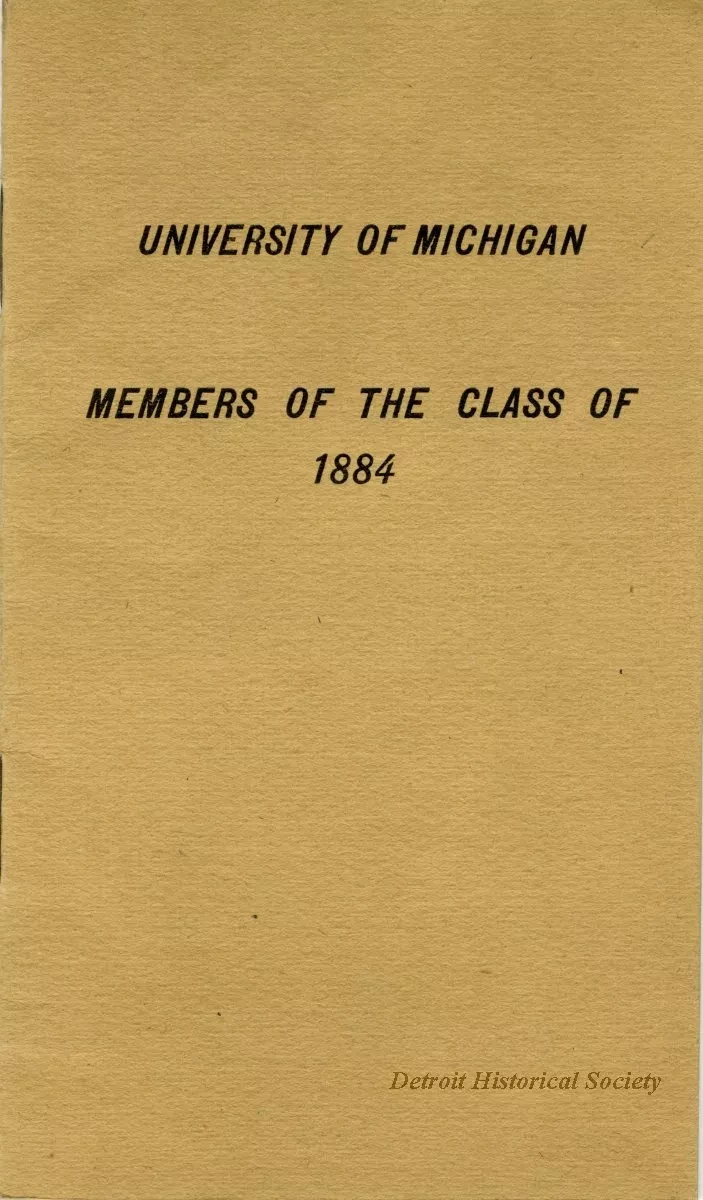 UNIVERSITY OF MICHIGAN
MEMBERS OF THE CLASS OF
1884
Detroit Historical Society